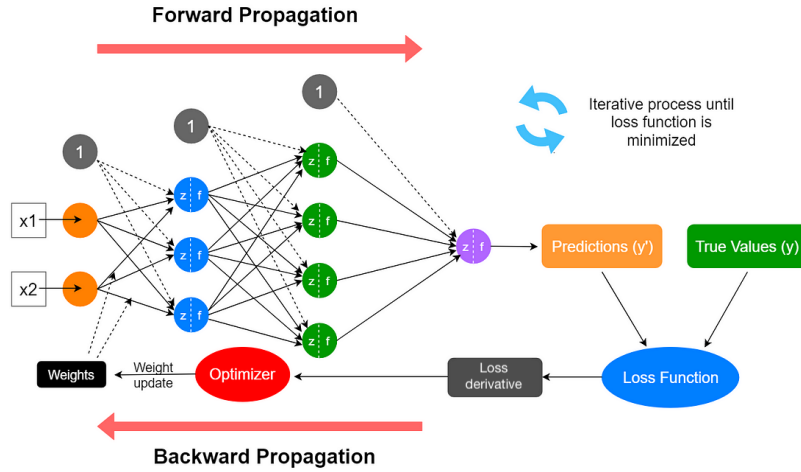 Forward Propagation
1
1
1
Iterative process until
loss function is
minimized
x1
x2
z f
z f
z f
z f
z f
z f
z f
z f
Predictions (y')
True Values (y)
Weights
Weight
update
Optimizer
Loss
derivative
Loss Function
Backward Propagation